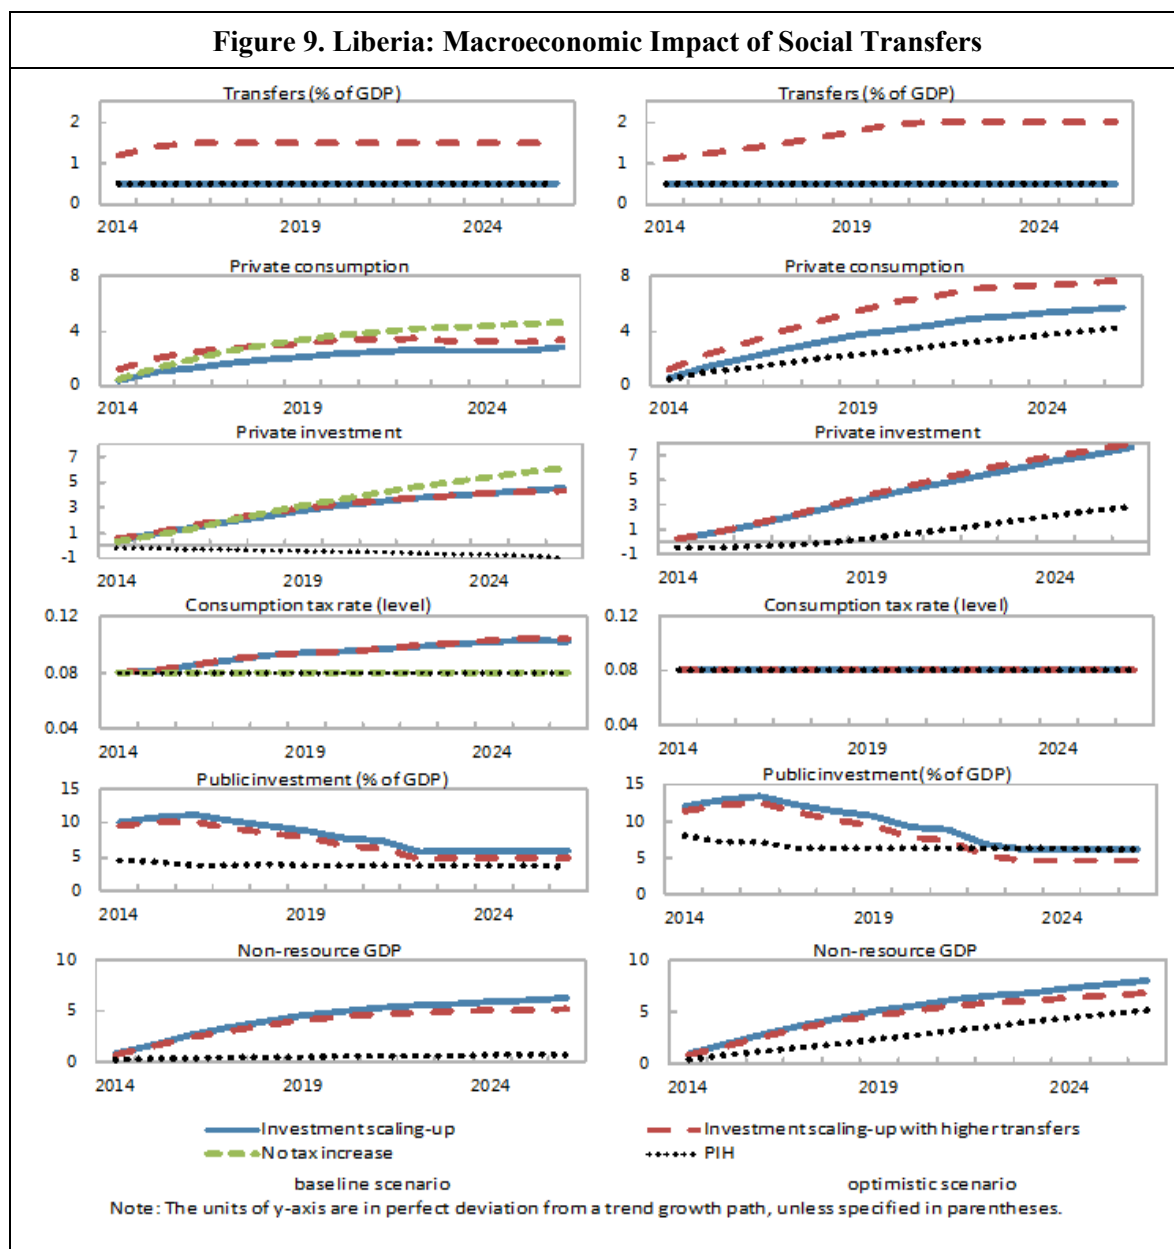 Figure 9. Liberia: Macroeconomic Impact of Social Transfers
Transfers (% of GDP)
2
1
0
2014 2019 2024
Transfers (% of GDP)
2
1
0
2014 2019 2024
Private consumption
8
4
0
2014 2019 2024
Private consumption
8
4
0
2014 2019 2024
Private investment
7
5
3
1
-1
2014 2019 2024
Private investment
7
5
3
1
-1
2014 2019 2024
Consumption tax rate (level)
0.12
0.08
0.04
2014 2019 2024
Consumption tax rate (level)
0.12
0.08
0.04
2014 2019 2024
Public investment (% of GDP)
15
10
5
0
2014 2019 2024
Public investment (% of GDP)
15
10
5
0
2014 2019 2024
Non-resource GDP
10
5
0
2014 2019 2024
Non-resource GDP
10
5
0
2014 2019 2024
Investment scaling-up
Investment scaling-up with higher transfers
No tax increase
PIH
baseline scenario
optimistic scenario
Note: The units of y-axis are in perfect deviation from a trend growth path, unless specified in parentheses.